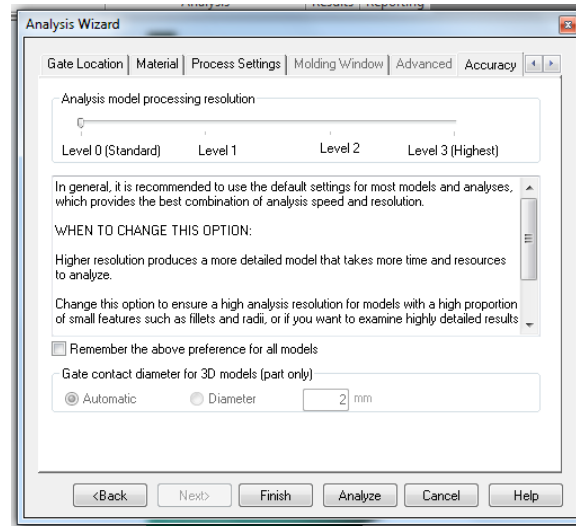 Analysis Results Reporting
Analysis Wizard
Gate Location Material Process Settings Molding Window Advanced Accuracy
Analysis model processing resolution
Level 0 (Standard) Level 1 Level 2 Level 3 (Highest)
In general, it is recommended to use the default settings for most models and analyses,
which provides the best combination of analysis speed and resolution.
WHEN TO CHANGE THIS OPTION:
Higher resolution produces a more detailed model that takes more time and resources
to analyze.
Change this option to ensure a high analysis resolution for models with a high proportion
of small features such as fillets and radii, or if you want to examine highly detailed results
Remember the above preference for all models
Gate contact diameter for 3D models (part only)
Automatic Diameter 2 mm
<Back Next> Finish Analyze Cancel Help